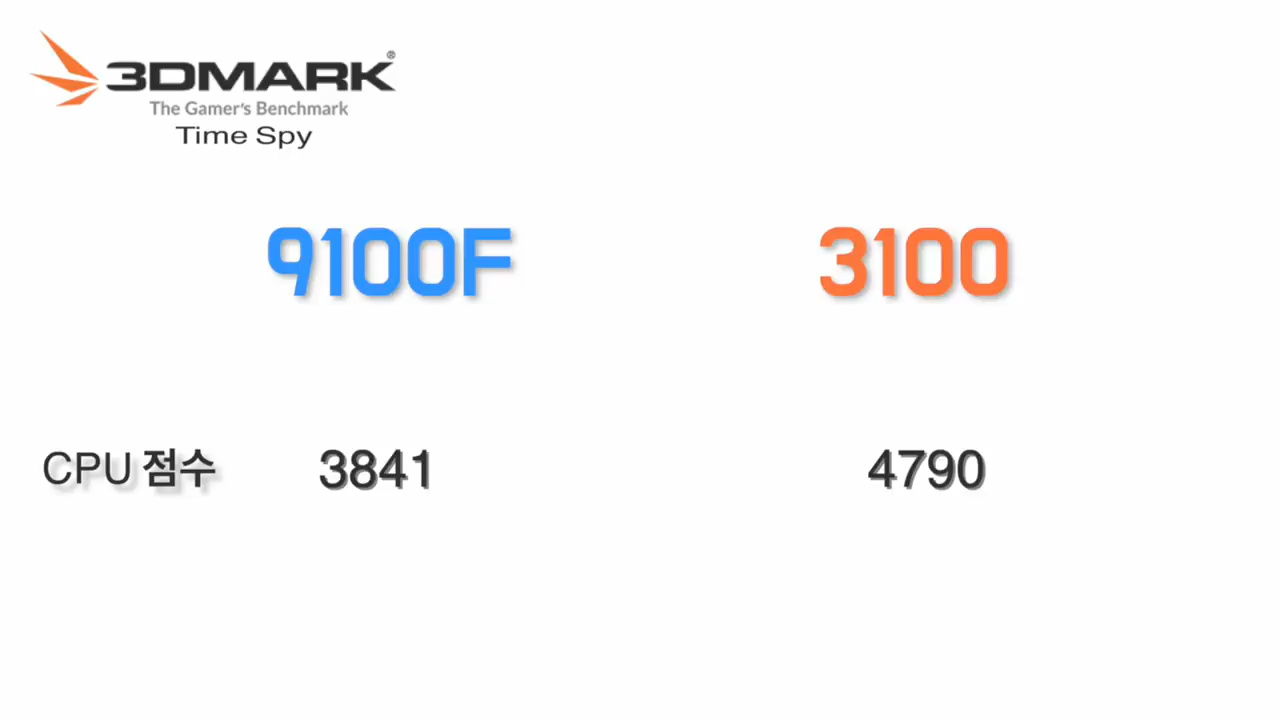 3DMARK®
The Gamer's Benchmark
Time Spy
9100F 3100
CPU 점수 3841 4790